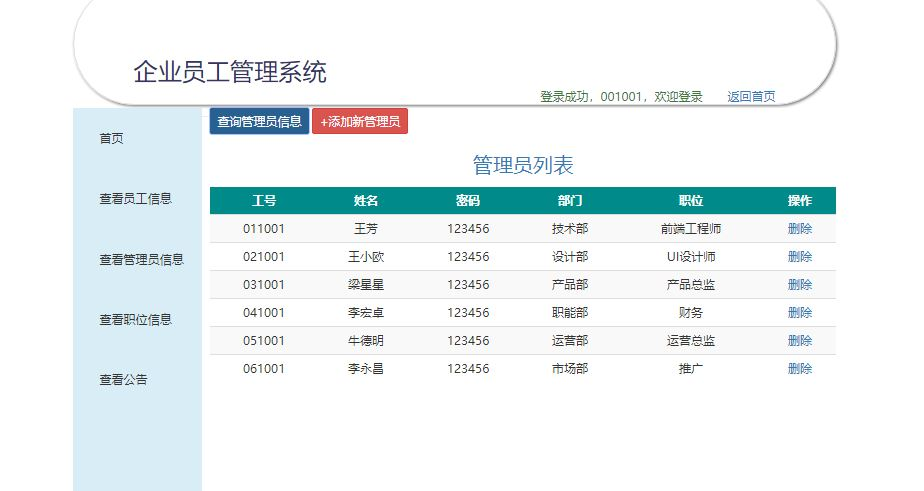 企业员工管理系统
登录成功，001001，欢迎登录 返回首页
首页
查看员工信息
查看管理员信息
查看职位信息
查看公告
查询管理员信息 +添加新管理员
管理员列表
工号 姓名 密码 部门 职位 操作
011001 王芳 123456 技术部 前端工程师 删除
021001 王小欧 123456 设计部 UI设计师 删除
031001 梁星星 123456 产品部 产品总监 删除
041001 李宏卓 123456 职能部 财务 删除
051001 牛德明 123456 运营部 运营总监 删除
061001 李永昌 123456 市场部 推广 删除